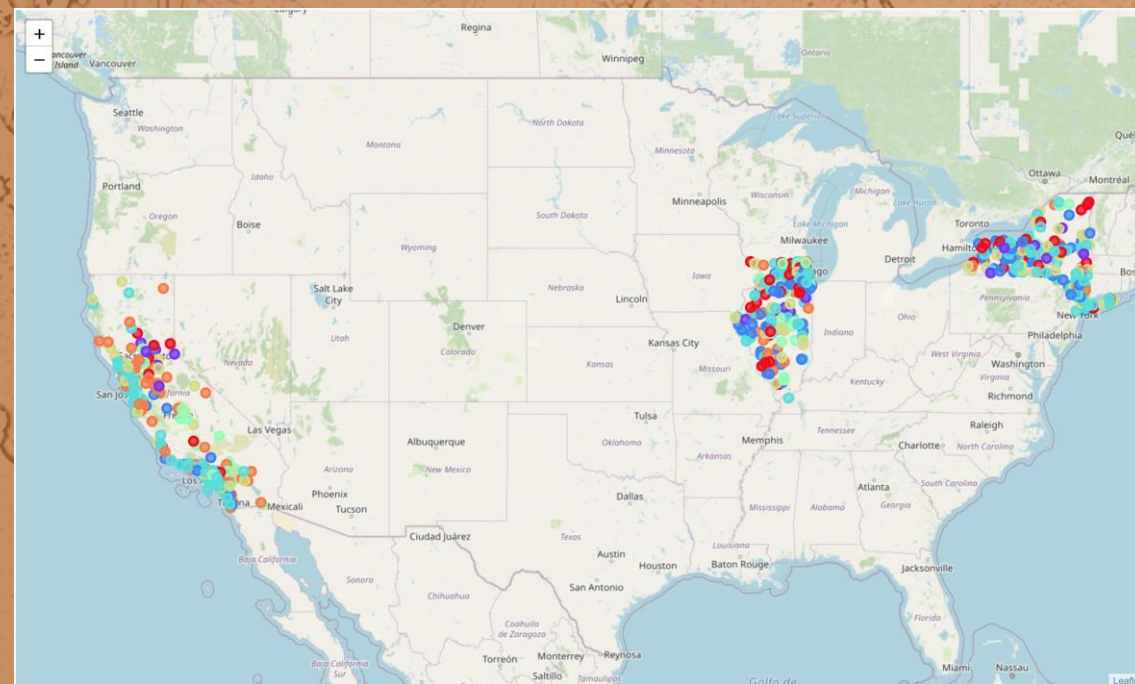 +
−
Regina
Winnipeg
Ontario
Vancouver
Island
Vancouver
Seattle
Washington
Lake Superior
North Dakota
Montana
Minnesota
Ottawa
Montréal
Portland
Idaho
Minneapolis
Wisconsin
Michigan
Lake Huron
Toronto
Oregon
Boise
South Dakota
Lake Michigan
Wyoming
Milwaukee
Detroit
Iowa
Salt Lake
City
Nebraska
Lincoln
Pennsylvania
New York
Denver
Utah
Ohio
Indiana
Philadelphia
Nevada
Colorado
Kansas City
West Virginia
Washington
Kansas
Missouri
Kentucky
Virginia
Richmond
Las Vegas
Tulsa
Raleigh
Albuquerque
Oklahoma
Memphis
Tennessee
Charlotte
North Carolina
Arizona
New Mexico
Arkansas
South Carolina
Phoenix
Atlanta
Mexicali
Tucson
Dallas
Mississippi
Alabama
Georgia
Ciudad Juárez
Texas
Louisiana
Baja California
Austin
Baton Rouge
Jacksonville
Houston
Sonora
San Antonio
Chihuahua
Florida
Coahuila
de Zaragoza
Baja California
Sur
Torreón
Monterrey
Reynosa
Saltillo
Tamaulipas
Miami
Nassau
Golfo de